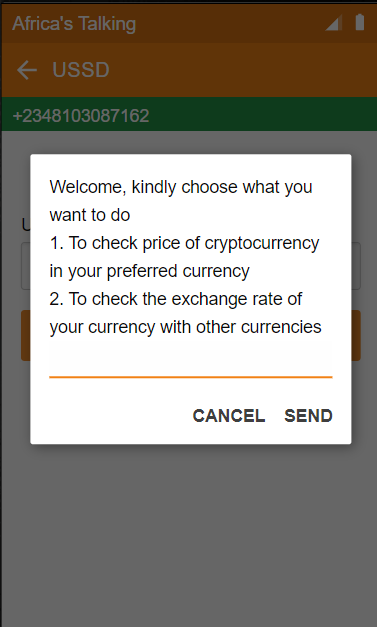 Africa's Talking
USSD
+2348103087162
Welcome, kindly choose what you
want to do
1. To check price of cryptocurrency
in your preferred currency
2. To check the exchange rate of
your currency with other currencies
CANCEL SEND